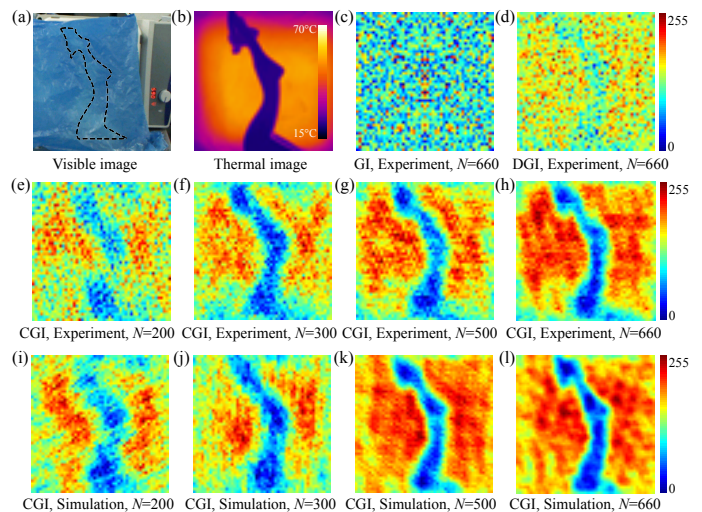 (a)
(b)
(c)
(d)
70°C
15°C
255
0
Visible image
Thermal image
GI, Experiment, N=660
DGI, Experiment, N=660
(e)
(f)
(g)
(h)
255
0
CGI, Experiment, N=200
CGI, Experiment, N=300
CGI, Experiment, N=500
CGI, Experiment, N=660
(i)
(j)
(k)
(l)
255
0
CGI, Simulation, N=200
CGI, Simulation, N=300
CGI, Simulation, N=500
CGI, Simulation, N=660